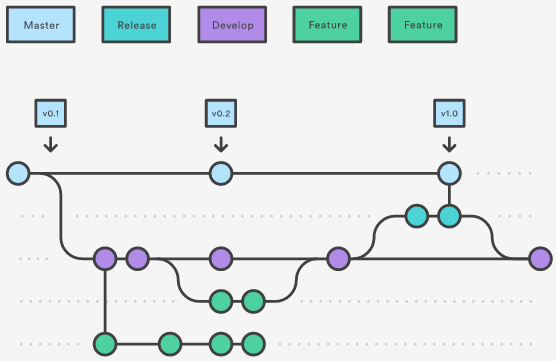 Master
Release
Develop
Feature
Feature
v0.1
v0.2
v1.0